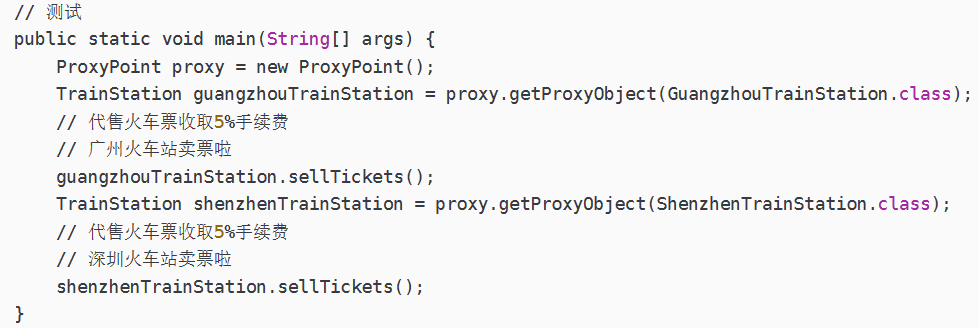 // 测试
public static void main(String[] args) {
    ProxyPoint proxy = new ProxyPoint();
    TrainStation guangzhouTrainStation = proxy.getProxyObject(GuangzhouTrainStation.class);
    // 代售火车票收取5%手续费
    // 广州火车站卖票啦
    guangzhouTrainStation.sellTickets();
    TrainStation shenzhenTrainStation = proxy.getProxyObject(ShenzhenTrainStation.class);
    // 代售火车票收取5%手续费
    // 深圳火车站卖票啦
    shenzhenTrainStation.sellTickets();
}